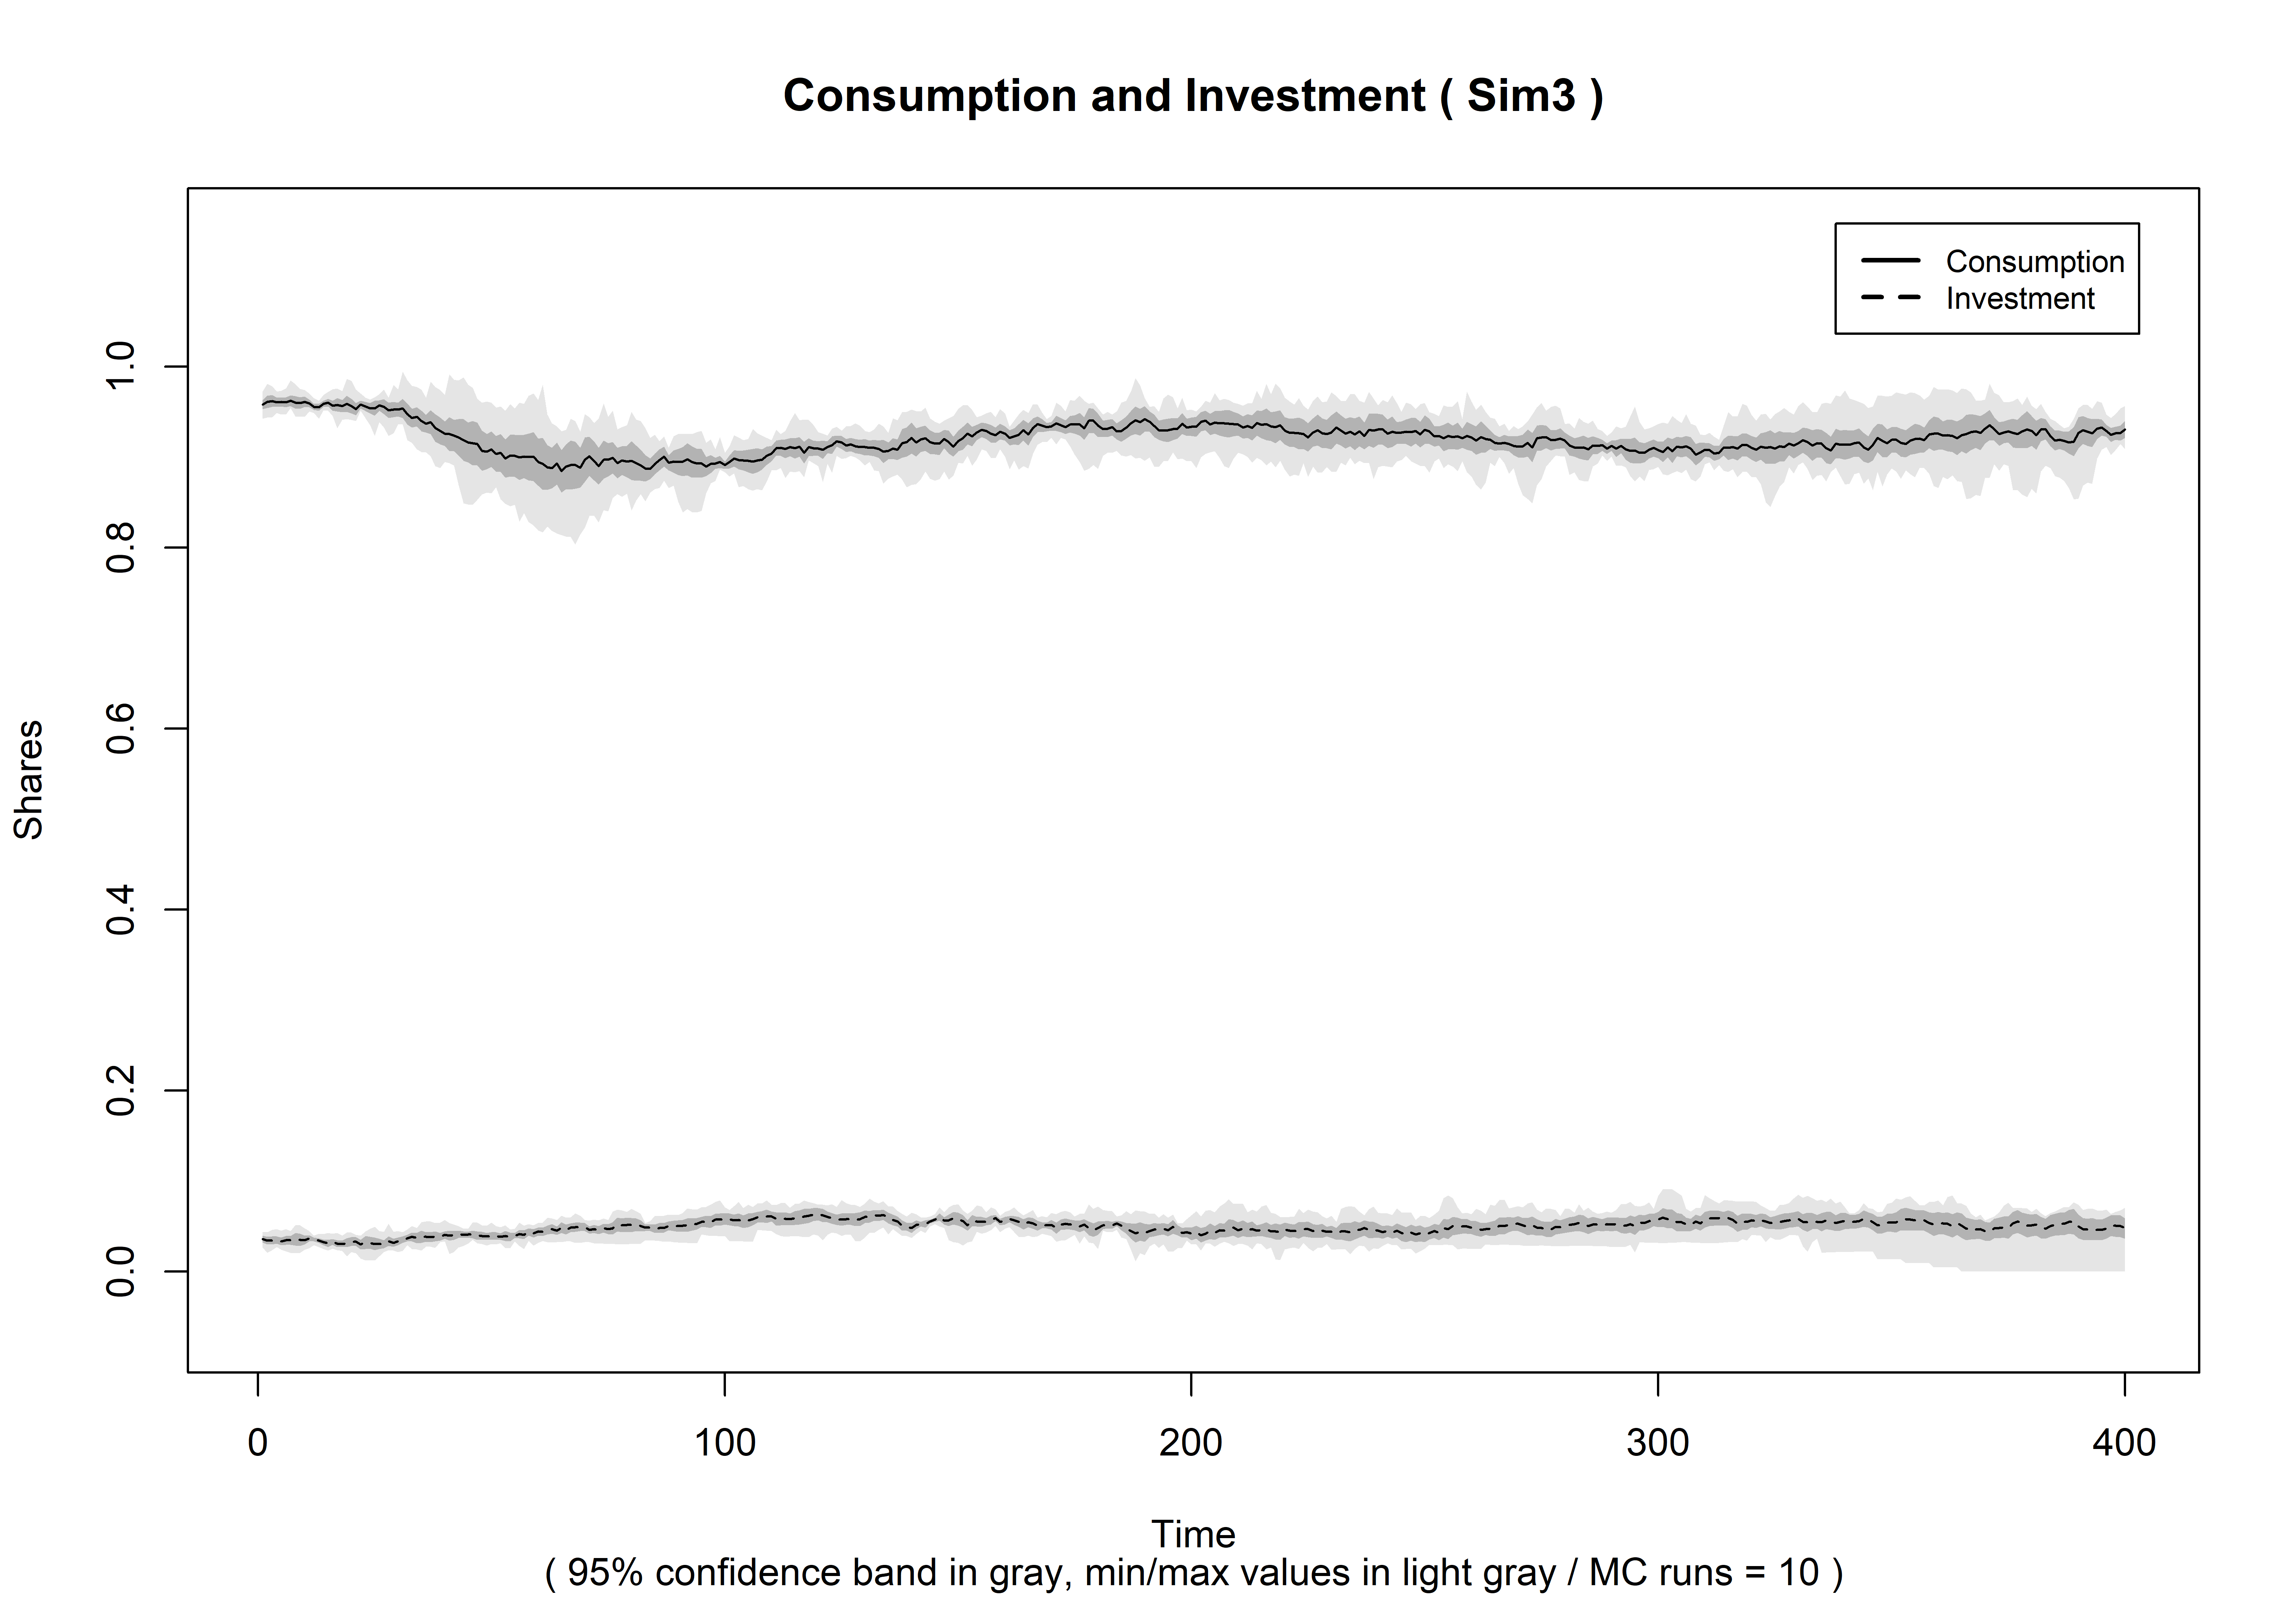 Consumption and Investment ( Sim3 )
Consumption
Investment
Shares
1.0
0.8
0.6
0.4
0.2
0.0
0 100 200 300 400
Time
( 95% confidence band in gray, min/max values in light gray / MC runs = 10 )